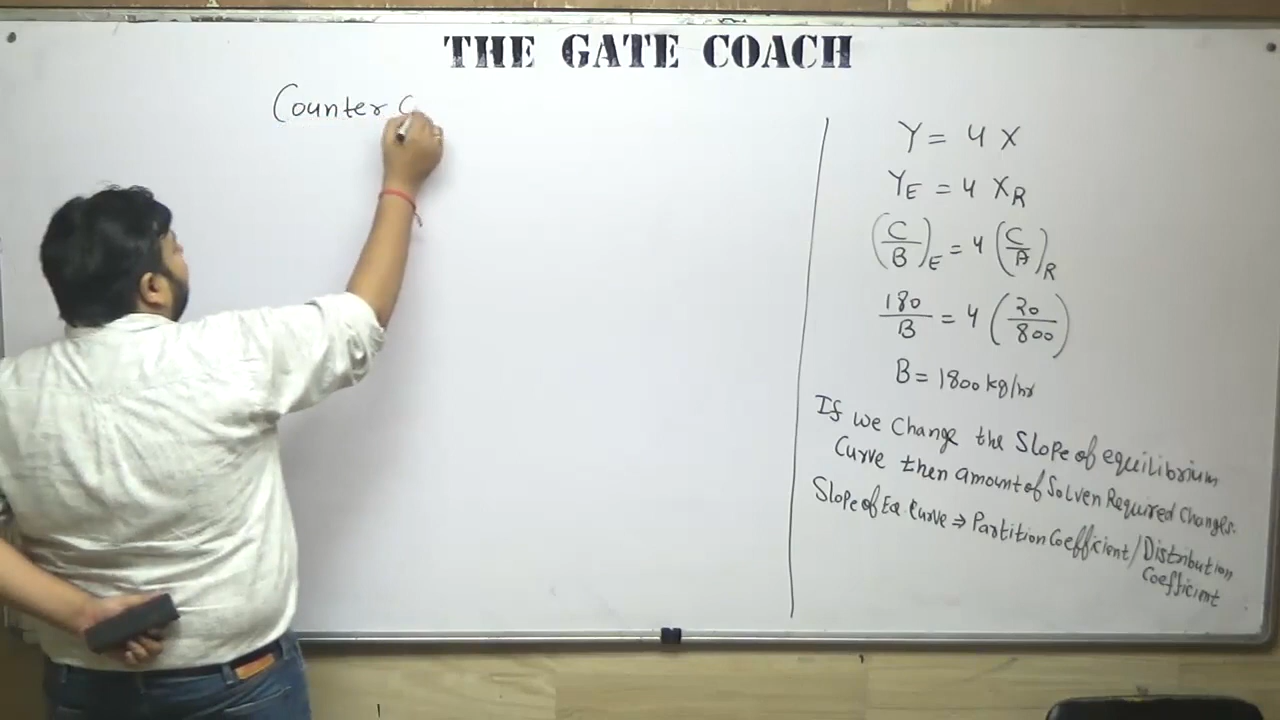 THE GATE COACH
Counter C
Y = 4 X
Y_E = 4 X_R
(C/B)_E = 4 (C/A)_R
180/B = 4 (20/800)
B = 1800 kg/hr
If we change the Slope of equilibrium
Curve then amount of Solven Required Changes.
Slope of Eq Curve ⇒ Partition Coefficient/Distribution
Coefficient